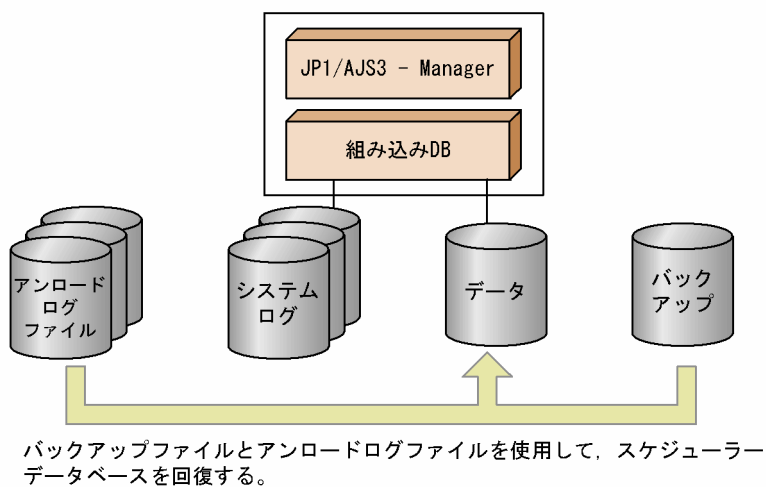 JP1/AJS3 - Manager
組み込みDB
アンロード
ログ
ファイル
システム
ログ
データ
バック
アップ
バックアップファイルとアンロードログファイルを使用して，スケジューラー
データベースを回復する。